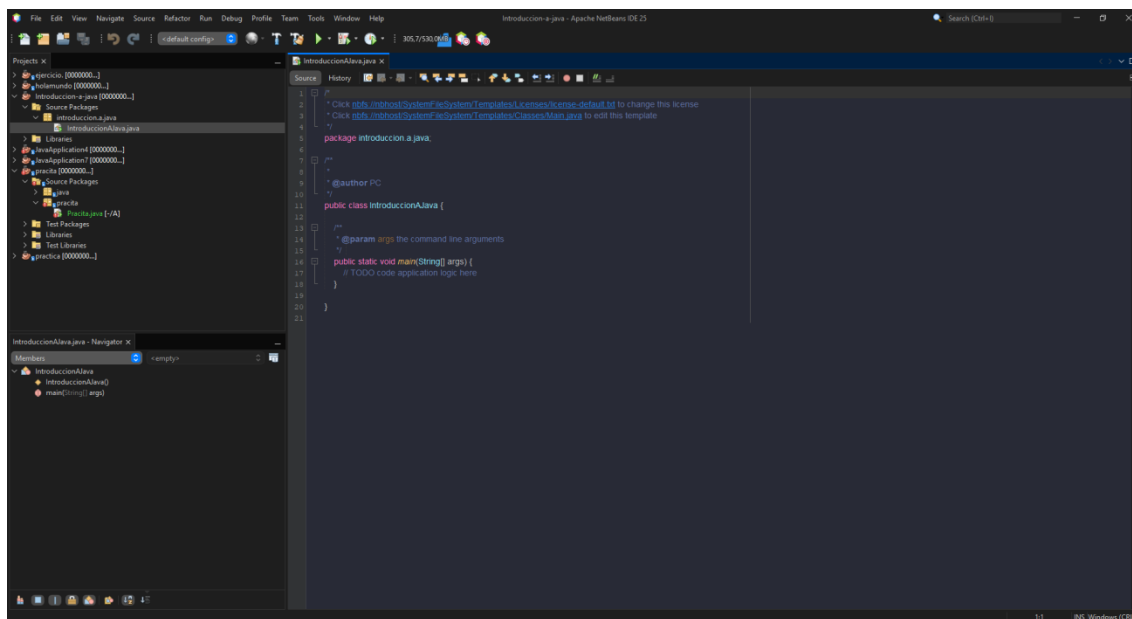 File Edit View Navigate Source Refactor Run Debug Profile Team Tools Window Help
Introduccion-a-java - Apache NetBeans IDE 25
Search (Ctrl+I)
<default config>
305,7/530,0MB
Projects
IntroduccionAJava.java
ejercicio. [0000000...]
holamundo [0000000...]
Introduccion-a-java [0000000...]
Source Packages
introduccion.a.java
IntroduccionAJava.java
Libraries
JavaApplication4 [0000000...]
JavaApplication7 [0000000...]
pracita [0000000...]
Source Packages
java
pracita
Pracita.java [-/A]
Test Packages
Libraries
Test Libraries
practica [0000000...]
Source History
1 /*
2 * Click nbfs://nbhost/SystemFileSystem/Templates/Licenses/license-default.txt to change this license
3 * Click nbfs://nbhost/SystemFileSystem/Templates/Classes/Main.java to edit this template
4 */
5 package introduccion.a.java;
6
7 /**
8 *
9 * @author PC
10 */
11 public class IntroduccionAJava {
12
13 /**
14 * @param args the command line arguments
15 */
16 public static void main(String[] args) {
17 // TODO code application logic here
18 }
19
20 }
21
IntroduccionAJava.java - Navigator
Members
<empty>
IntroduccionAJava
IntroduccionAJava()
main(String[] args)
1:1 INS Windows (CR